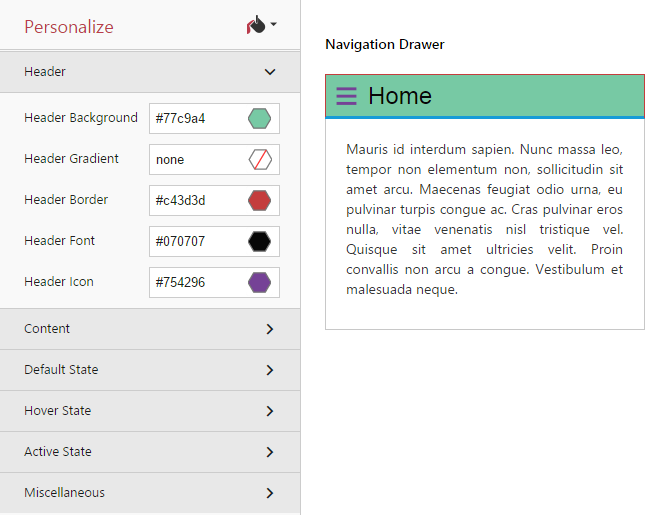 Personalize
Header
Header Background #77c9a4
Header Gradient none
Header Border #c43d3d
Header Font #070707
Header Icon #754296
Content
Default State
Hover State
Active State
Miscellaneous
Navigation Drawer
Home
Mauris id interdum sapien. Nunc massa leo,
tempor non elementum non, sollicitudin sit
amet arcu. Maecenas feugiat odio urna, eu
pulvinar turpis congue ac. Cras pulvinar eros
nulla, vitae venenatis nisl tristique vel.
Quisque sit amet ultricies velit. Proin
convallis non arcu a congue. Vestibulum et
malesuada neque.